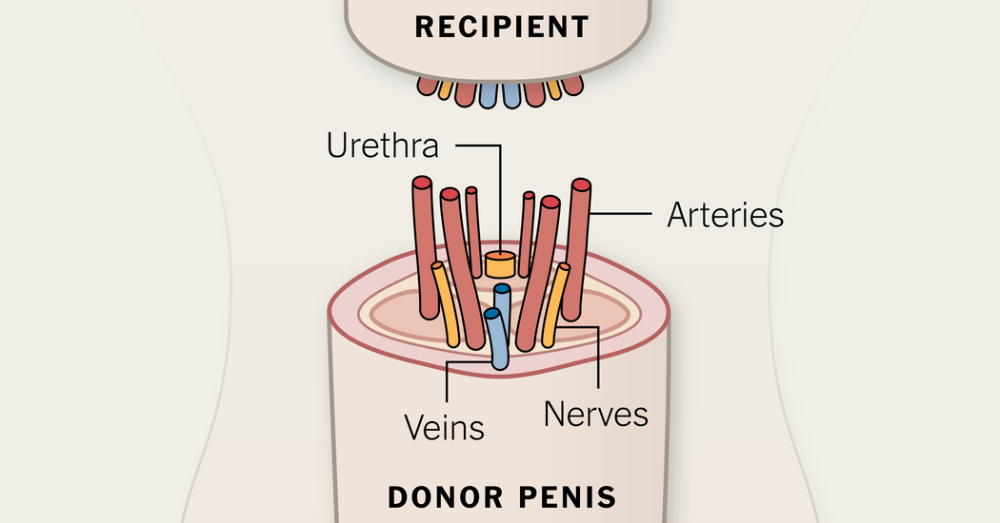 RECIPIENT
Urethra
Arteries
Veins
Nerves
DONOR PENIS